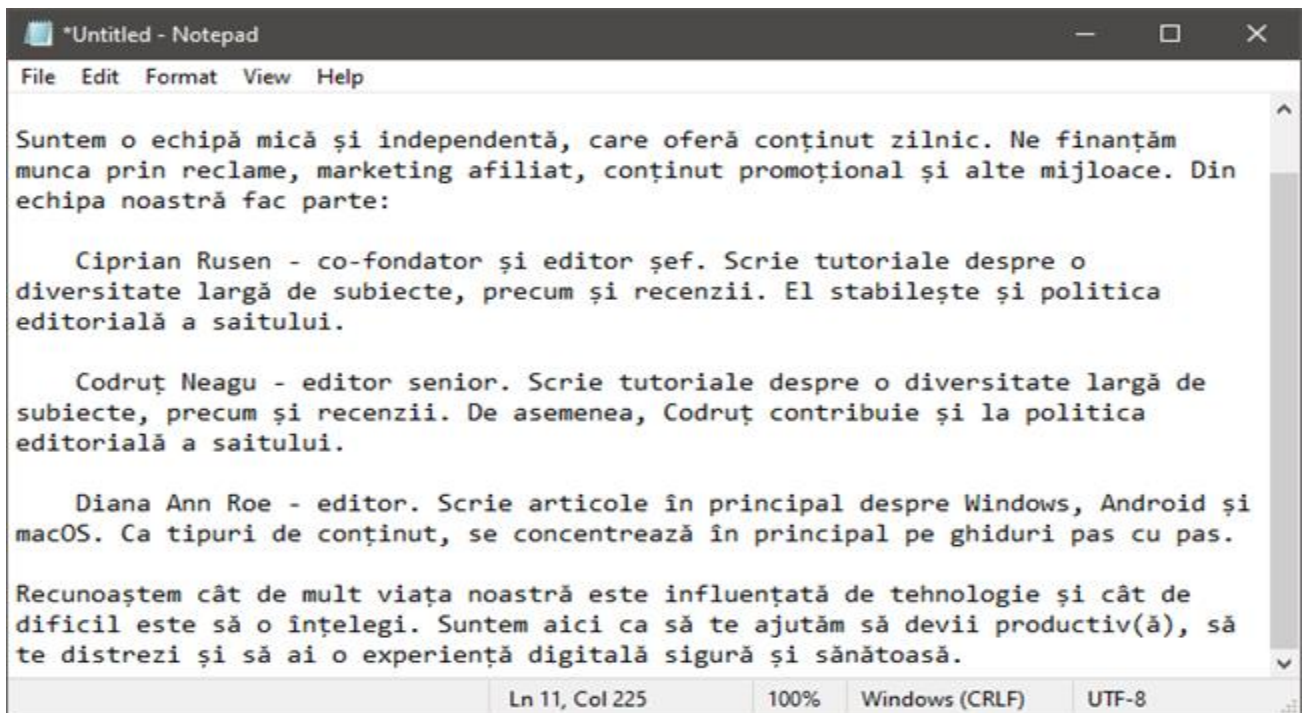 *Untitled - Notepad
File Edit Format View Help
Suntem o echipă mică și independentă, care oferă conținut zilnic. Ne finanțăm
munca prin reclame, marketing afiliat, conținut promoțional și alte mijloace. Din
echipa noastră fac parte:
Ciprian Rusen - co-fondator și editor șef. Scrie tutoriale despre o
diversitate largă de subiecte, precum și recenzii. El stabilește și politica
editorială a saitului.
Codruț Neagu - editor senior. Scrie tutoriale despre o diversitate largă de
subiecte, precum și recenzii. De asemenea, Codruț contribuie și la politica
editorială a saitului.
Diana Ann Roe - editor. Scrie articole în principal despre Windows, Android și
macOS. Ca tipuri de conținut, se concentrează în principal pe ghiduri pas cu pas.
Recunoaștem cât de mult viața noastră este influențată de tehnologie și cât de
dificil este să o înțelegi. Suntem aici ca să te ajutăm să devii productiv(ă), să
te distrezi și să ai o experiență digitală sigură și sănătoasă.
Ln 11, Col 225 100% Windows (CRLF) UTF-8